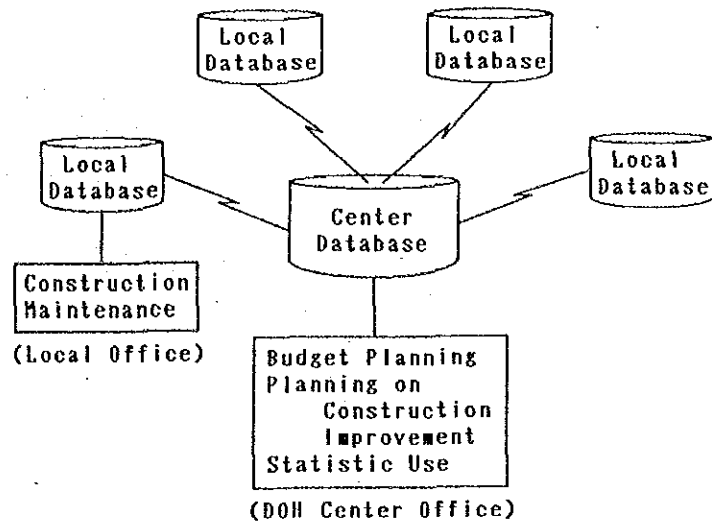 Local
Database
Local
Database
Local
Database
Local
Database
Center
Database
Construction
Maintenance
(Local Office)
Budget Planning
Planning on
Construction
Improvement
Statistic Use
(DOH Center Office)